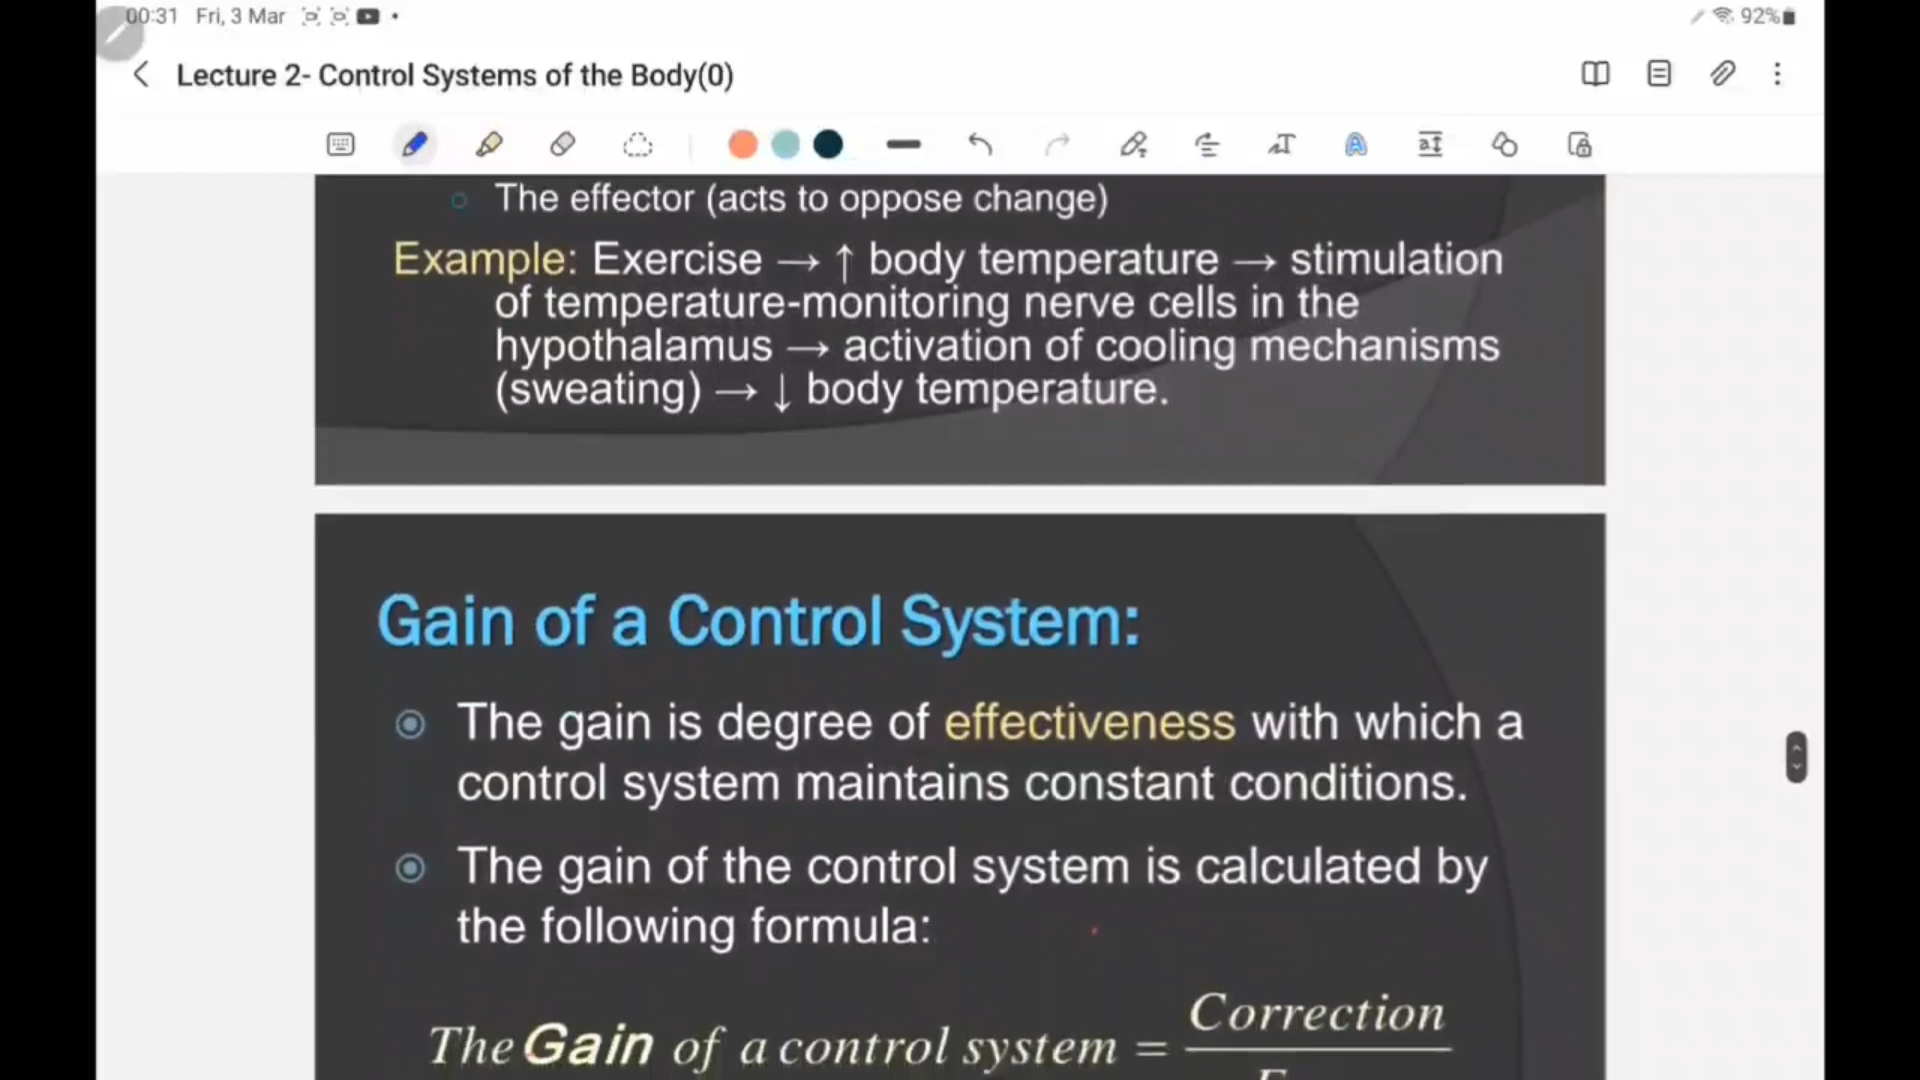 00:31 Fri, 3 Mar
92%
Lecture 2- Control Systems of the Body(0)
The effector (acts to oppose change)
Example: Exercise → ↑ body temperature → stimulation
of temperature-monitoring nerve cells in the
hypothalamus → activation of cooling mechanisms
(sweating) → ↓ body temperature.
Gain of a Control System:
The gain is degree of effectiveness with which a
control system maintains constant conditions.
The gain of the control system is calculated by
the following formula:
The Gain of a control system = Correction